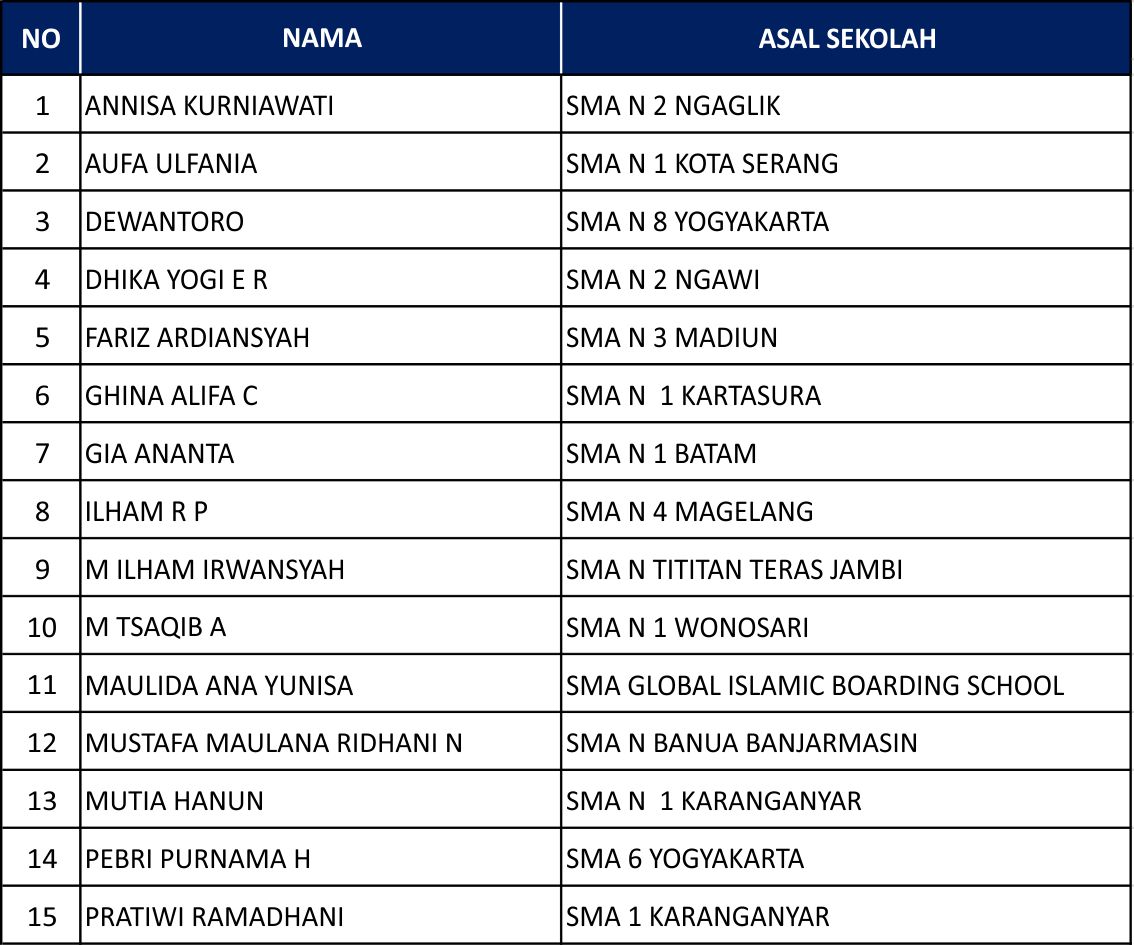 NO NAMA ASAL SEKOLAH
1 ANNISA KURNIAWATI SMA N 2 NGAGLIK
2 AUFA ULFANIA SMA N 1 KOTA SERANG
3 DEWANTORO SMA N 8 YOGYAKARTA
4 DHIKA YOGI E R SMA N 2 NGAWI
5 FARIZ ARDIANSYAH SMA N 3 MADIUN
6 GHINA ALIFA C SMA N  1 KARTASURA
7 GIA ANANTA SMA N 1 BATAM
8 ILHAM R P SMA N 4 MAGELANG
9 M ILHAM IRWANSYAH SMA N TITITAN TERAS JAMBI
10 M TSAQIB A SMA N 1 WONOSARI
11 MAULIDA ANA YUNISA SMA GLOBAL ISLAMIC BOARDING SCHOOL
12 MUSTAFA MAULANA RIDHANI N SMA N BANUA BANJARMASIN
13 MUTIA HANUN SMA N  1 KARANGANYAR
14 PEBRI PURNAMA H SMA 6 YOGYAKARTA
15 PRATIWI RAMADHANI SMA 1 KARANGANYAR